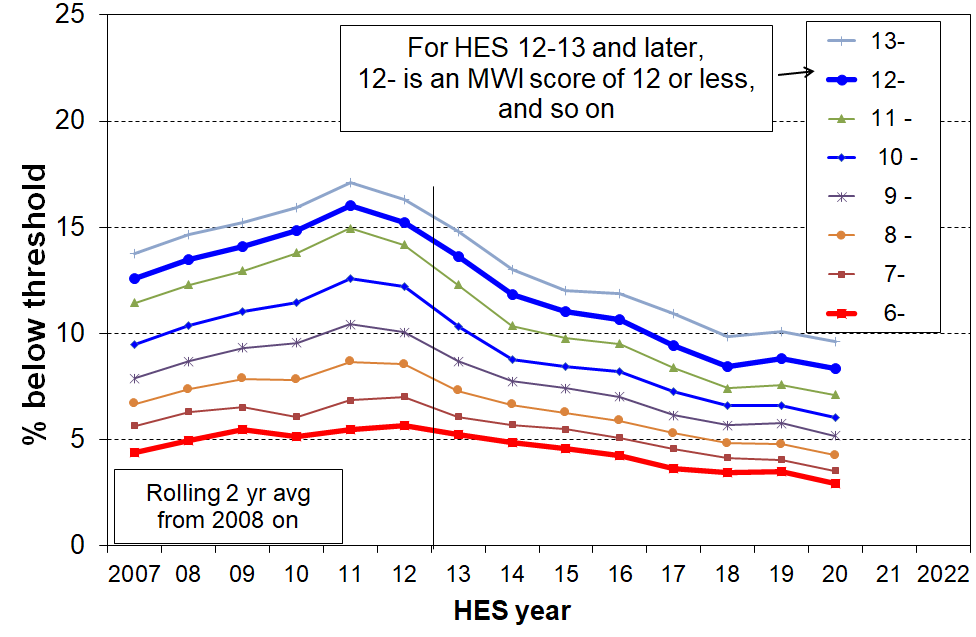 25
20
15
10
5
0
% below threshold
For HES 12-13 and later,
12- is an MWI score of 12 or less,
and so on
13-
12-
11 -
10 -
9 -
8 -
7-
6-
Rolling 2 yr avg
from 2008 on
2007 08 09 10 11 12 13 14 15 16 17 18 19 20 21 2022
HES year